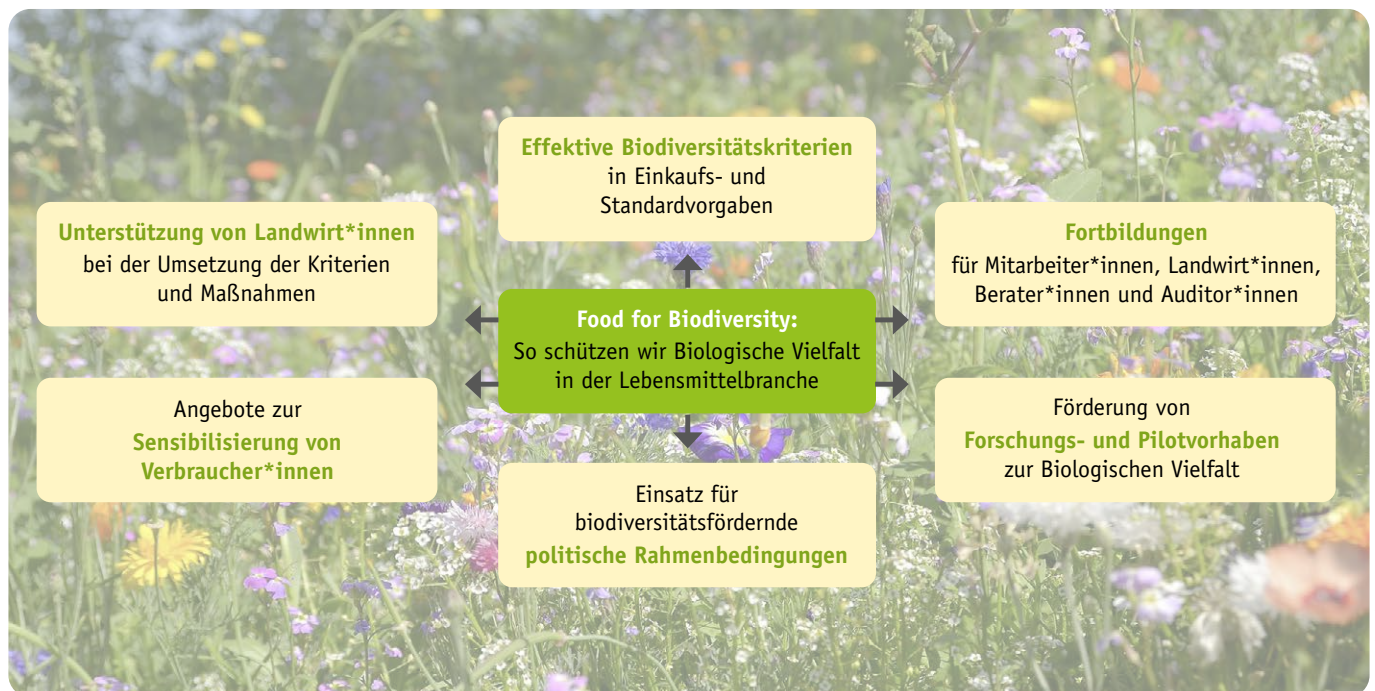 Effektive Biodiversitätskriterien
in Einkaufs- und
Standardvorgaben
Unterstützung von Landwirt*innen
bei der Umsetzung der Kriterien
und Maßnahmen
Fortbildungen
für Mitarbeiter*innen, Landwirt*innen,
Berater*innen und Auditor*innen
Food for Biodiversity:
So schützen wir Biologische Vielfalt
in der Lebensmittelbranche
Angebote zur
Sensibilisierung von
Verbraucher*innen
Förderung von
Forschungs- und Pilotvorhaben
zur Biologischen Vielfalt
Einsatz für
biodiversitätsfördernde
politische Rahmenbedingungen